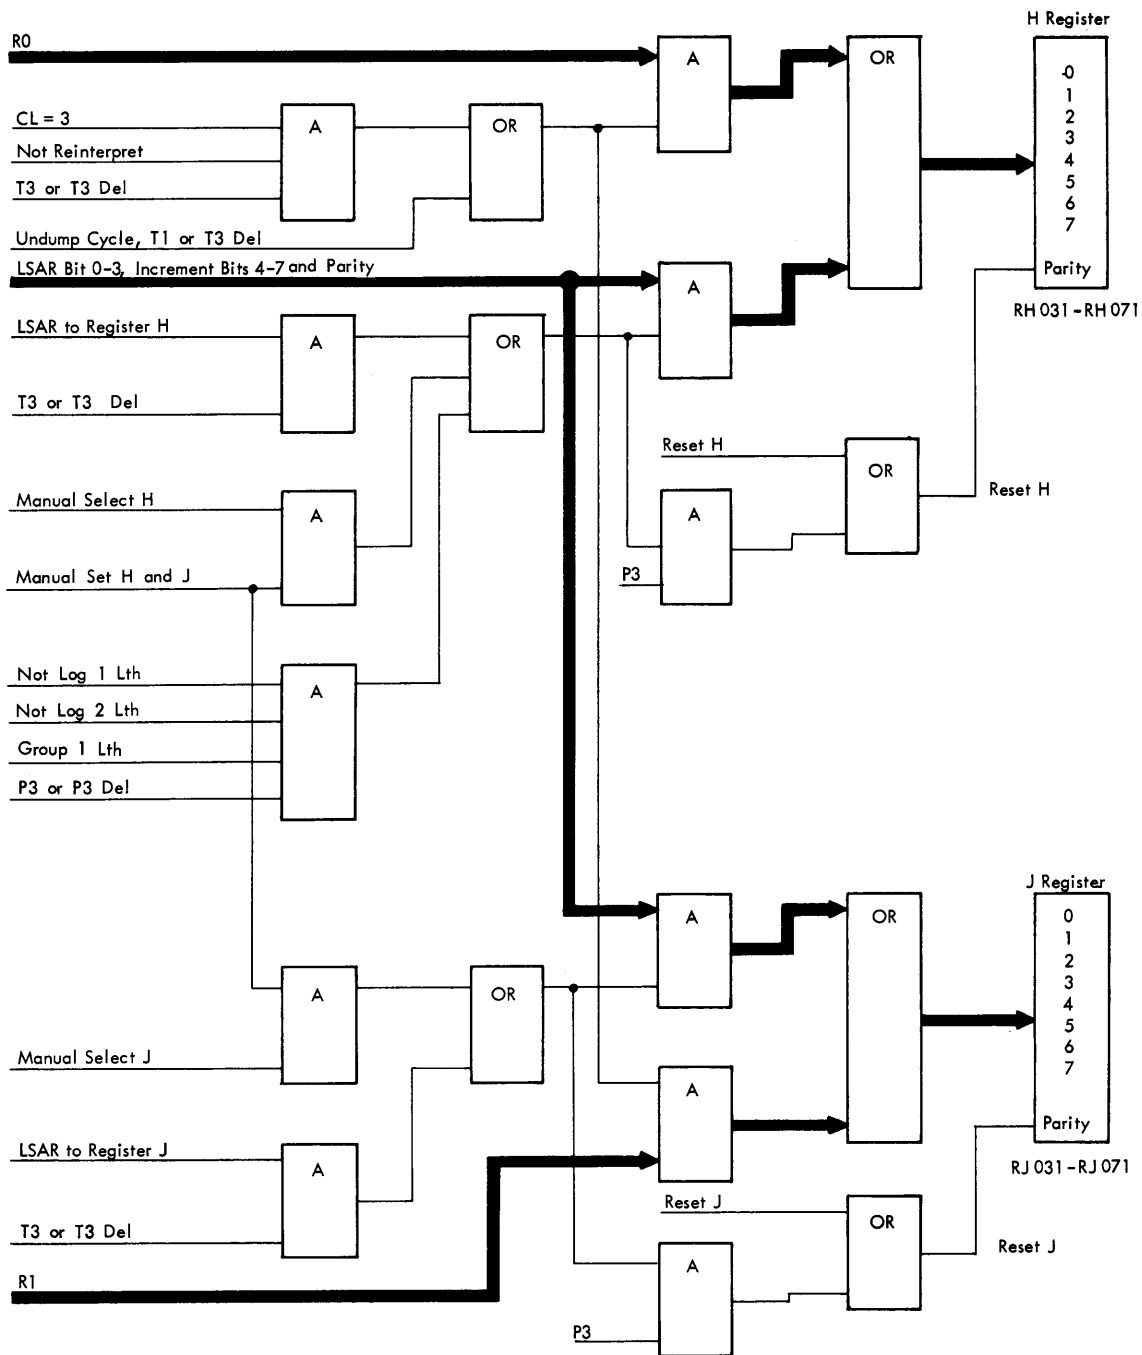 H Register
R0
A
OR
-0
1
2
3
4
5
6
7
Parity
RH 031 - RH 071
CL = 3
Not Reinterpret
T3 or T3 Del
A
OR
Undump Cycle, T1 or T3 Del
LSAR Bit 0-3, Increment Bits 4-7 and Parity
A
LSAR to Register H
T3 or T3 Del
A
OR
Reset H
OR
Reset H
Manual Select H
Manual Set H and J
A
A
P3
Not Log 1 Lth
Not Log 2 Lth
Group 1 Lth
P3 or P3 Del
A
J Register
A
OR
0
1
2
3
4
5
6
7
Parity
RJ 031 - RJ 071
A
OR
Manual Select J
A
LSAR to Register J
T3 or T3 Del
A
Reset J
OR
Reset J
R1
A
P3